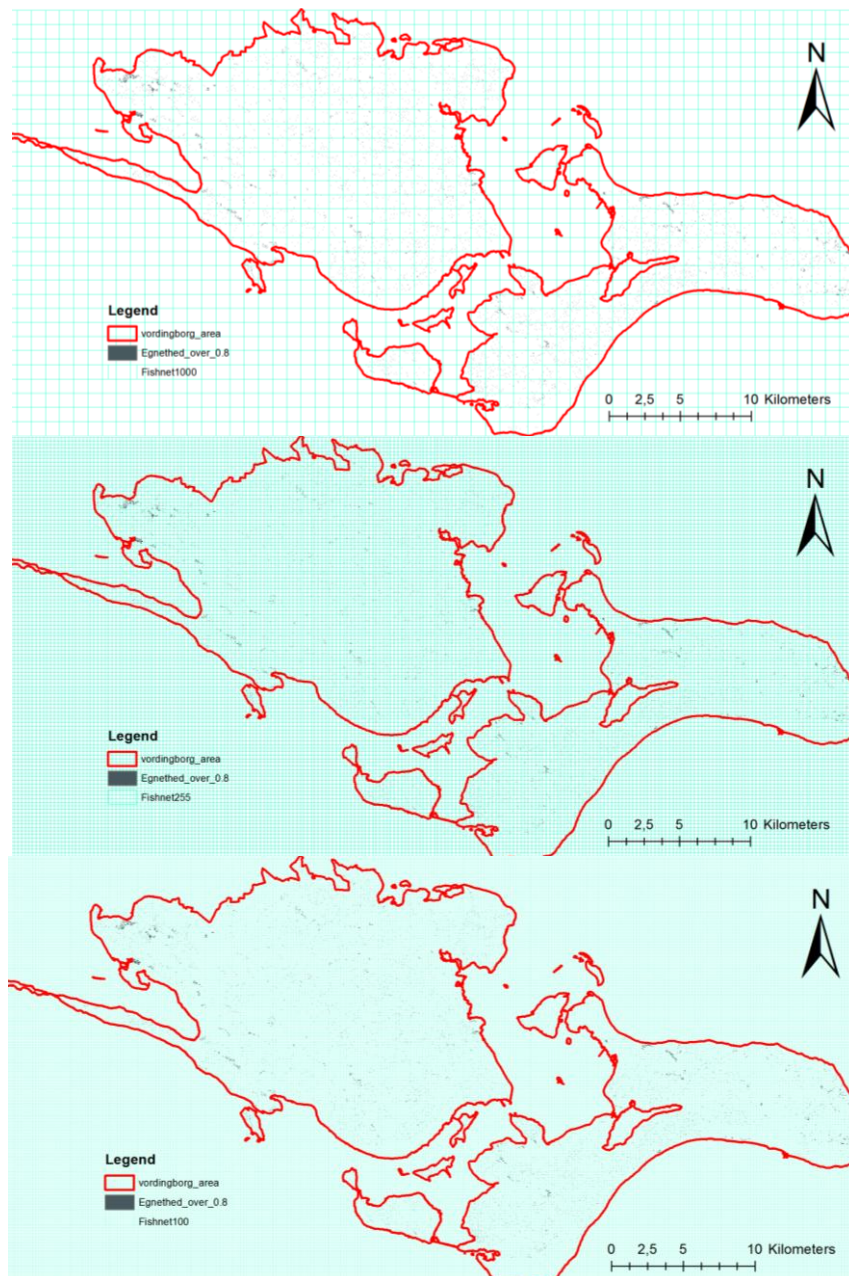 N
Legend
vordingborg_area
Egnethed_over_0.8
Fishnet1000
0 2,5 5 10 Kilometers
N
Legend
vordingborg_area
Egnethed_over_0.8
Fishnet255
0 2,5 5 10 Kilometers
N
Legend
vordingborg_area
Egnethed_over_0.8
Fishnet100
0 2,5 5 10 Kilometers